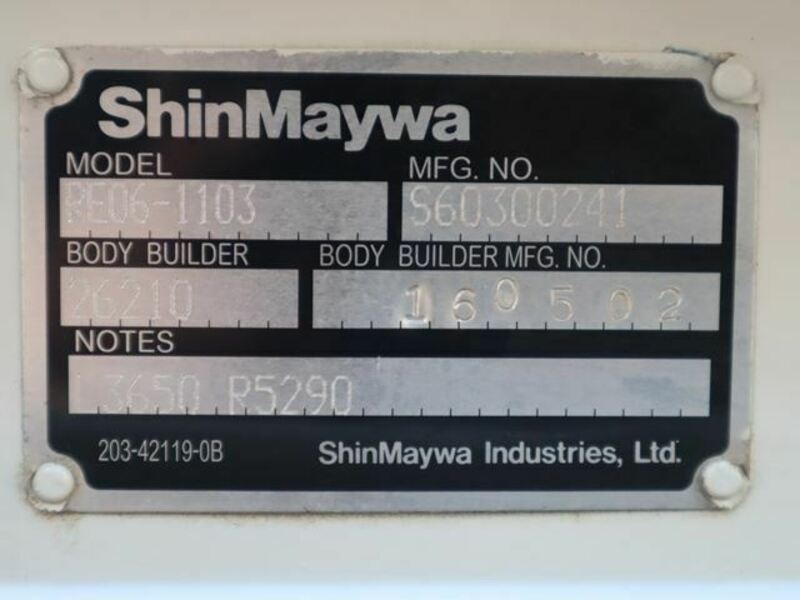 ShinMaywa
MODEL MFG. NO.
RE06-1103 S60300241
BODY BUILDER BODY BUILDER MFG. NO.
26210 160502
NOTES
L3650 R5290
203-42119-0B ShinMaywa Industries, Ltd.